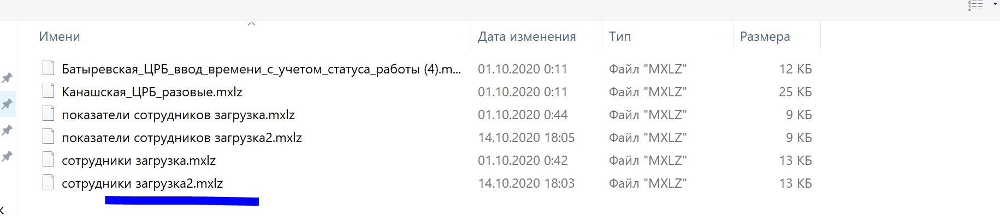 Имени Дата изменения Тип Размера
Батыревская_ЦРБ_ввод_времени_с_учетом_статуса_работы (4).m... 01.10.2020 0:11 Файл "MXLZ" 12 КБ
Канашская_ЦРБ_разовые.mxlz 01.10.2020 0:11 Файл "MXLZ" 25 КБ
показатели сотрудников загрузка.mxlz 01.10.2020 0:44 Файл "MXLZ" 9 КБ
показатели сотрудников загрузка2.mxlz 14.10.2020 18:05 Файл "MXLZ" 9 КБ
сотрудники загрузка.mxlz 01.10.2020 0:42 Файл "MXLZ" 13 КБ
сотрудники загрузка2.mxlz 14.10.2020 18:03 Файл "MXLZ" 13 КБ